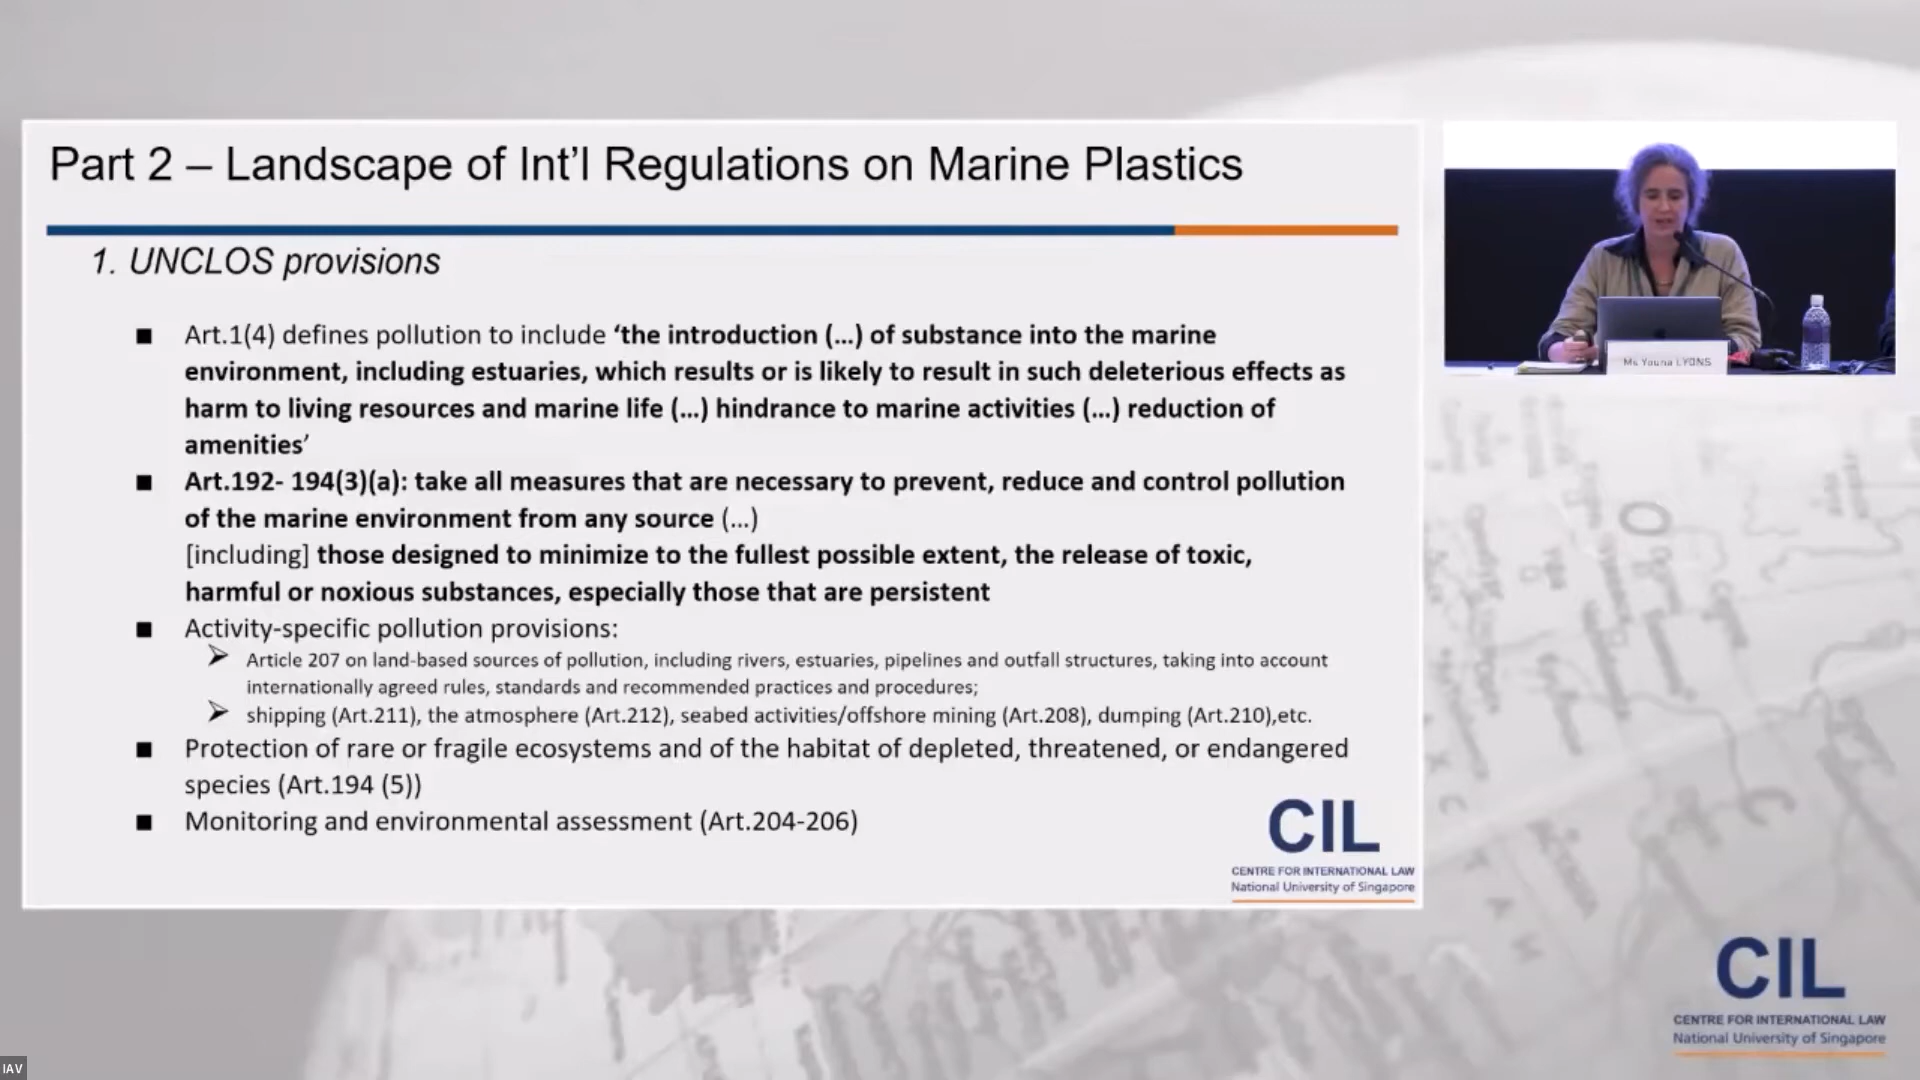 Part 2 – Landscape of Int'l Regulations on Marine Plastics
1. UNCLOS provisions
■ Art.1(4) defines pollution to include ‘the introduction (…) of substance into the marine
environment, including estuaries, which results or is likely to result in such deleterious effects as
harm to living resources and marine life (…) hindrance to marine activities (…) reduction of
amenities’
■ Art.192- 194(3)(a): take all measures that are necessary to prevent, reduce and control pollution
of the marine environment from any source (…)
[including] those designed to minimize to the fullest possible extent, the release of toxic,
harmful or noxious substances, especially those that are persistent
■ Activity-specific pollution provisions:
➢ Article 207 on land-based sources of pollution, including rivers, estuaries, pipelines and outfall structures, taking into account
internationally agreed rules, standards and recommended practices and procedures;
➢ shipping (Art.211), the atmosphere (Art.212), seabed activities/offshore mining (Art.208), dumping (Art.210),etc.
■ Protection of rare or fragile ecosystems and of the habitat of depleted, threatened, or endangered
species (Art.194 (5))
■ Monitoring and environmental assessment (Art.204-206)
CIL
CENTRE FOR INTERNATIONAL LAW
National University of Singapore
Ms Youna LYONS
CIL
CENTRE FOR INTERNATIONAL LAW
National University of Singapore
IAV